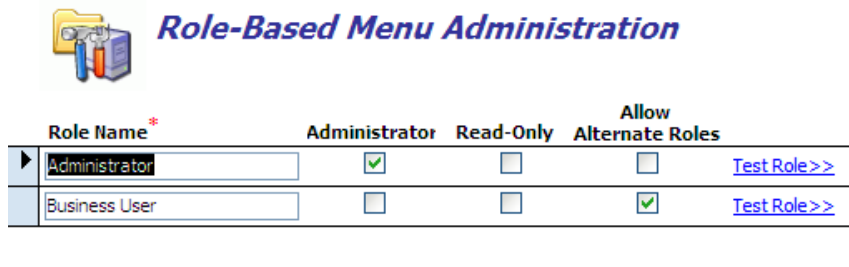 Role-Based Menu Administration
Role Name* Administrator Read-Only Allow Alternate Roles
Administrator Test Role>>
Business User Test Role>>